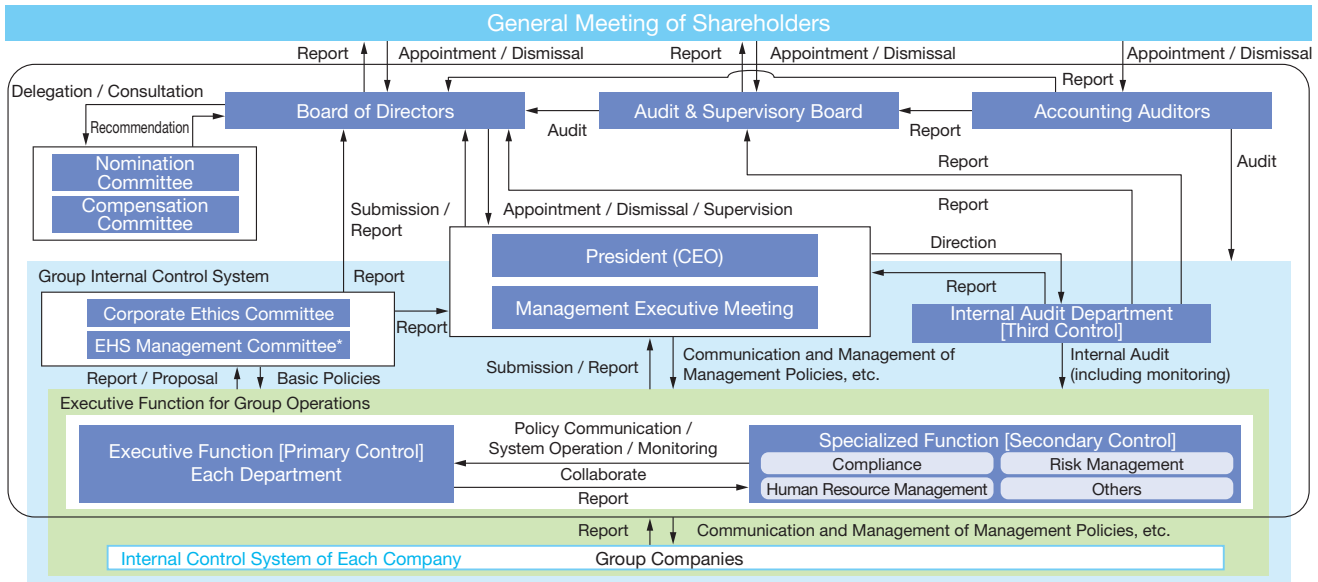 General Meeting of Shareholders
Report
Appointment / Dismissal
Report
Appointment / Dismissal
Appointment / Dismissal
Report
Delegation / Consultation
Recommendation
Board of Directors
Audit
Audit & Supervisory Board
Report
Accounting Auditors
Nomination
Committee
Compensation
Committee
Report
Audit
Submission /
Report
Appointment / Dismissal / Supervision
Report
President (CEO)
Management Executive Meeting
Direction
Report
Group Internal Control System
Report
Corporate Ethics Committee
EHS Management Committee*
Report
Internal Audit Department
[Third Control]
Report / Proposal
Basic Policies
Submission / Report
Communication and Management of
Management Policies, etc.
Internal Audit
(including monitoring)
Executive Function for Group Operations
Executive Function [Primary Control]
Each Department
Policy Communication /
System Operation / Monitoring
Collaborate
Report
Specialized Function [Secondary Control]
Compliance
Risk Management
Human Resource Management
Others
Report
Communication and Management of Management Policies, etc.
Internal Control System of Each Company
Group Companies